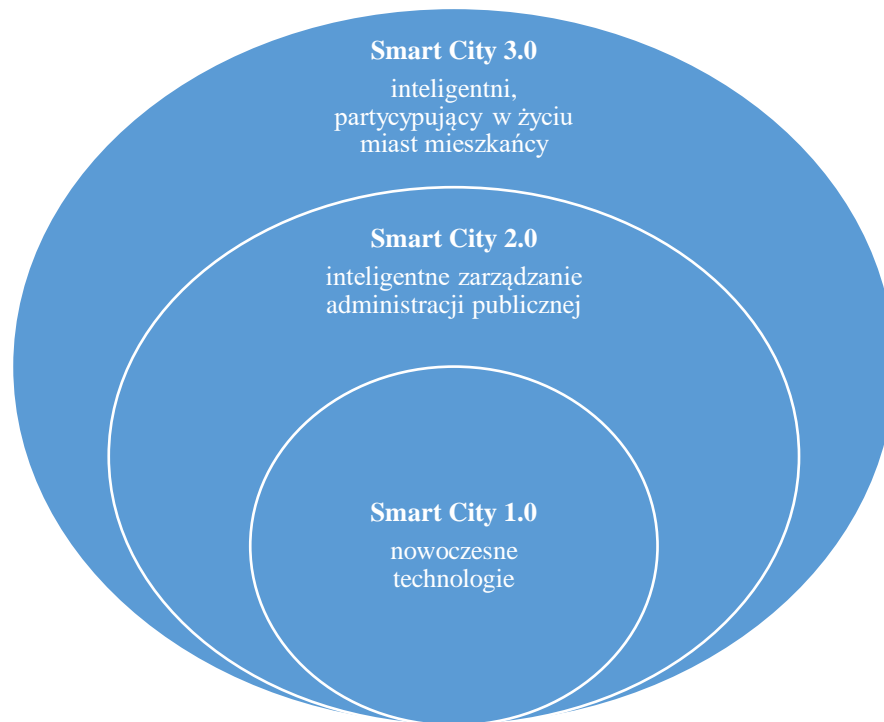 Smart City 3.0
inteligentni,
partycypujący w życiu
miast mieszkańcy
Smart City 2.0
inteligentne zarządzanie
administracji publicznej
Smart City 1.0
nowoczesne
technologie